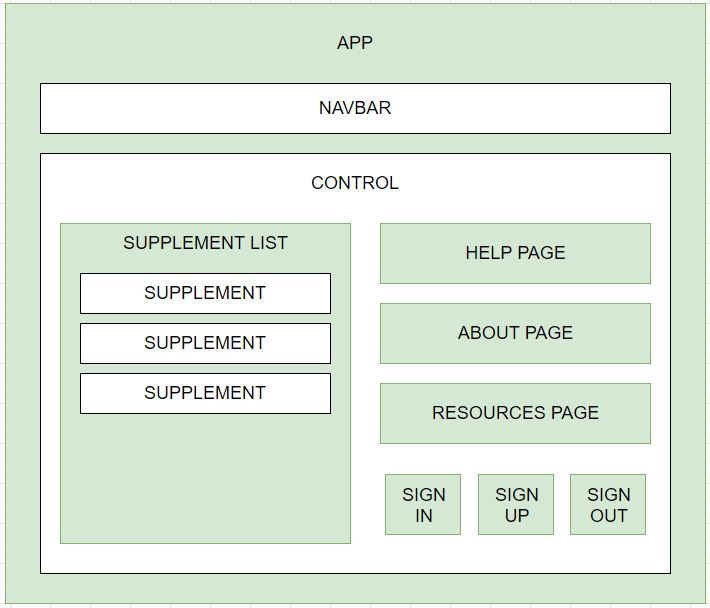 APP
NAVBAR
CONTROL
SUPPLEMENT LIST
SUPPLEMENT
SUPPLEMENT
SUPPLEMENT
HELP PAGE
ABOUT PAGE
RESOURCES PAGE
SIGN
IN
SIGN
UP
SIGN
OUT